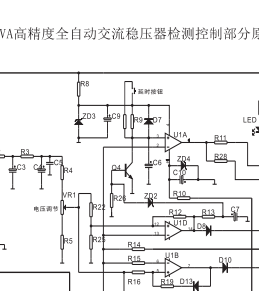 VA高精度全自动交流稳压器检测控制部分原
R8
延时按钮
ZD3
C9
R9
D7
U1A
R11
LED
R3
C5
Q4
C6
ZD4
R28
C3
R4
C10
VR1
R26
ZD2
R10
电压调节
R22
R12
R13
C7
U1D
D8
R5
R25
R14
U1B
R15
D10
R16
R19
D13